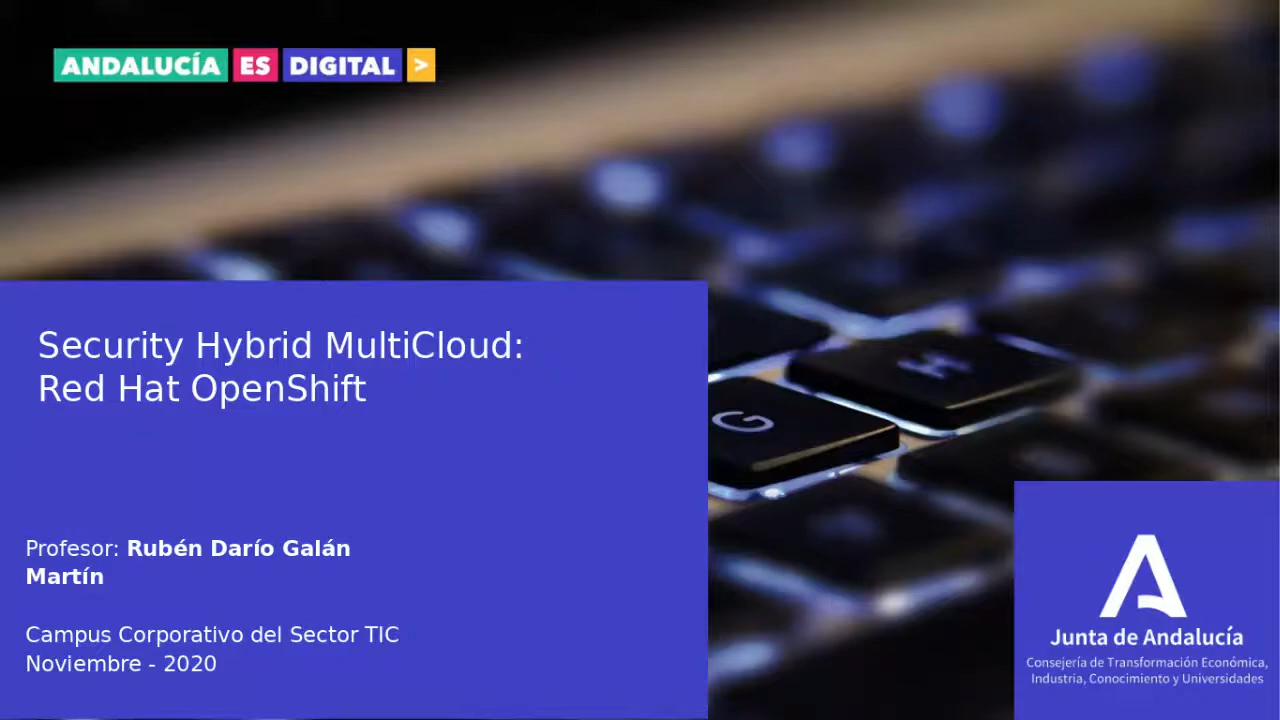 ANDALUCÍA ES DIGITAL >
Security Hybrid MultiCloud:
Red Hat OpenShift
G
H
Profesor: Rubén Darío Galán
Martín
Campus Corporativo del Sector TIC
Noviembre - 2020
Junta de Andalucía
Consejería de Transformación Económica,
Industria, Conocimiento y Universidades